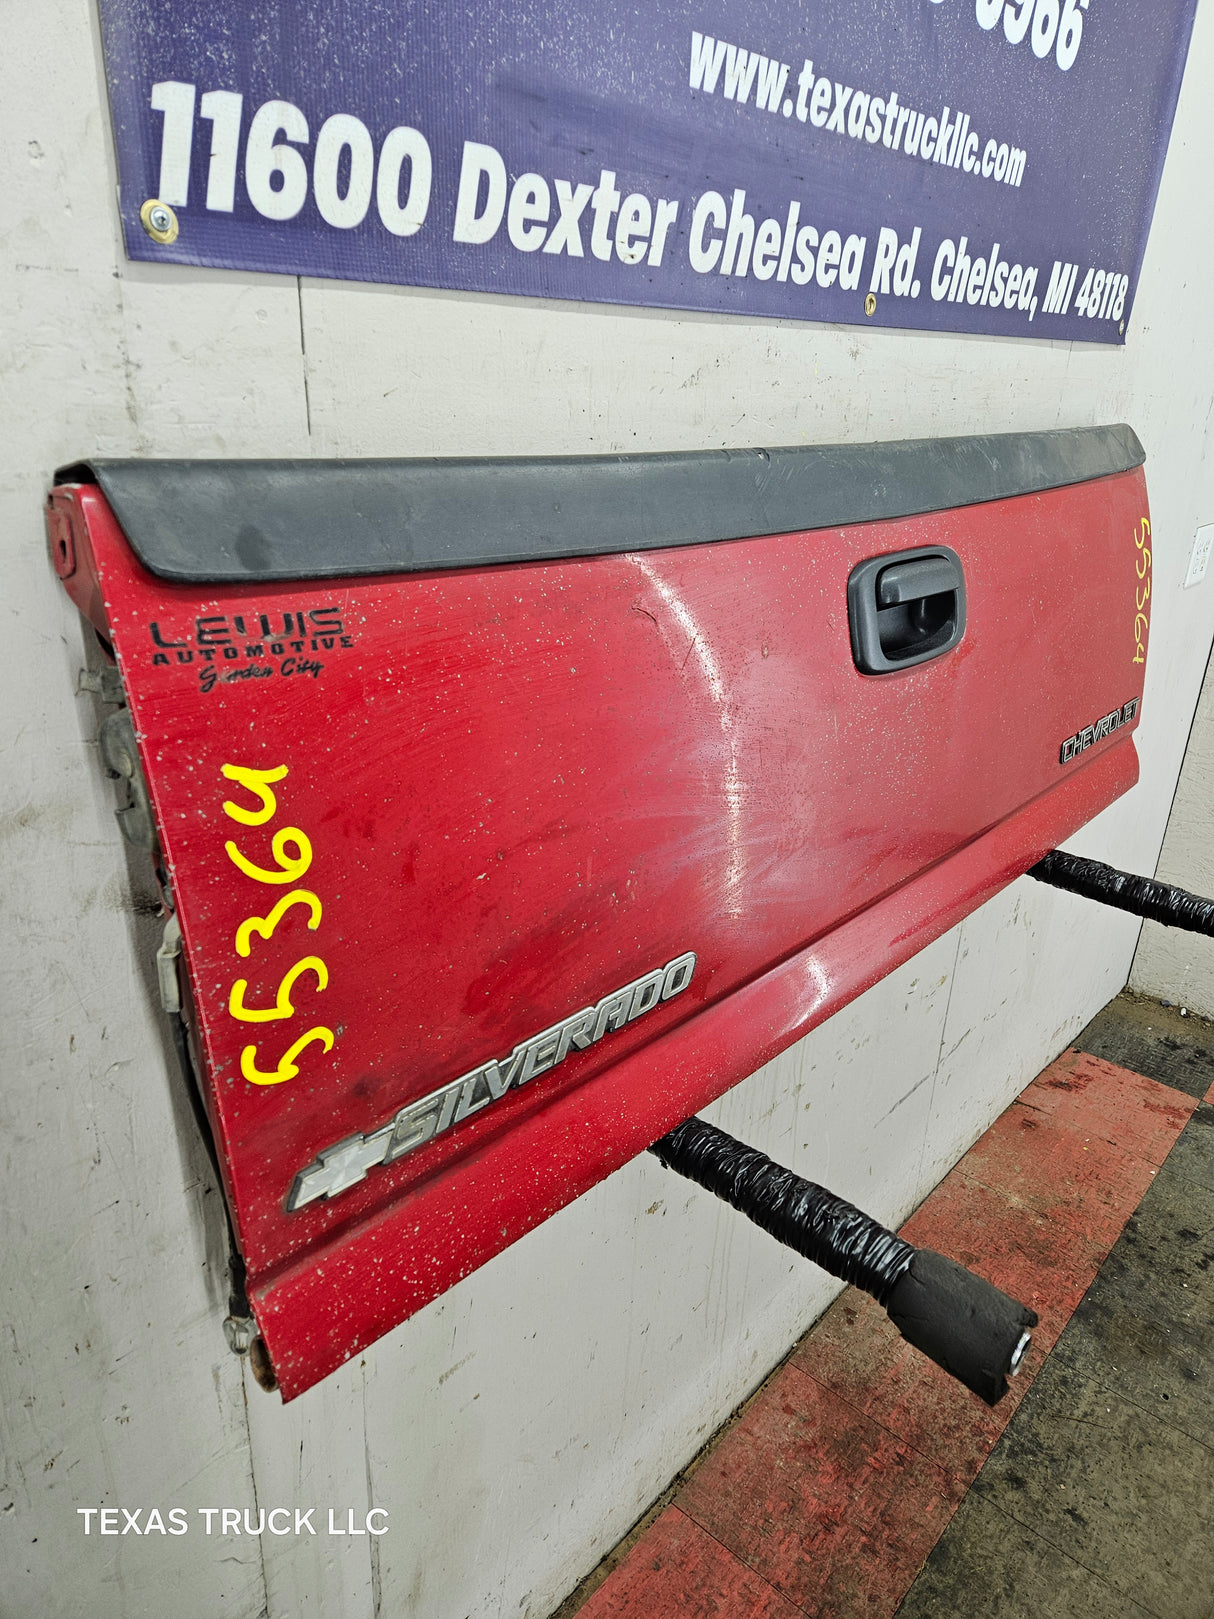 www.texastruckllc.com
11600 Dexter Chelsea Rd. Chelsea, MI 48118
LEWIS
AUTOMOTIVE
Garden City
55364
55364
CHEVROLET
SILVERADO
TEXAS TRUCK LLC